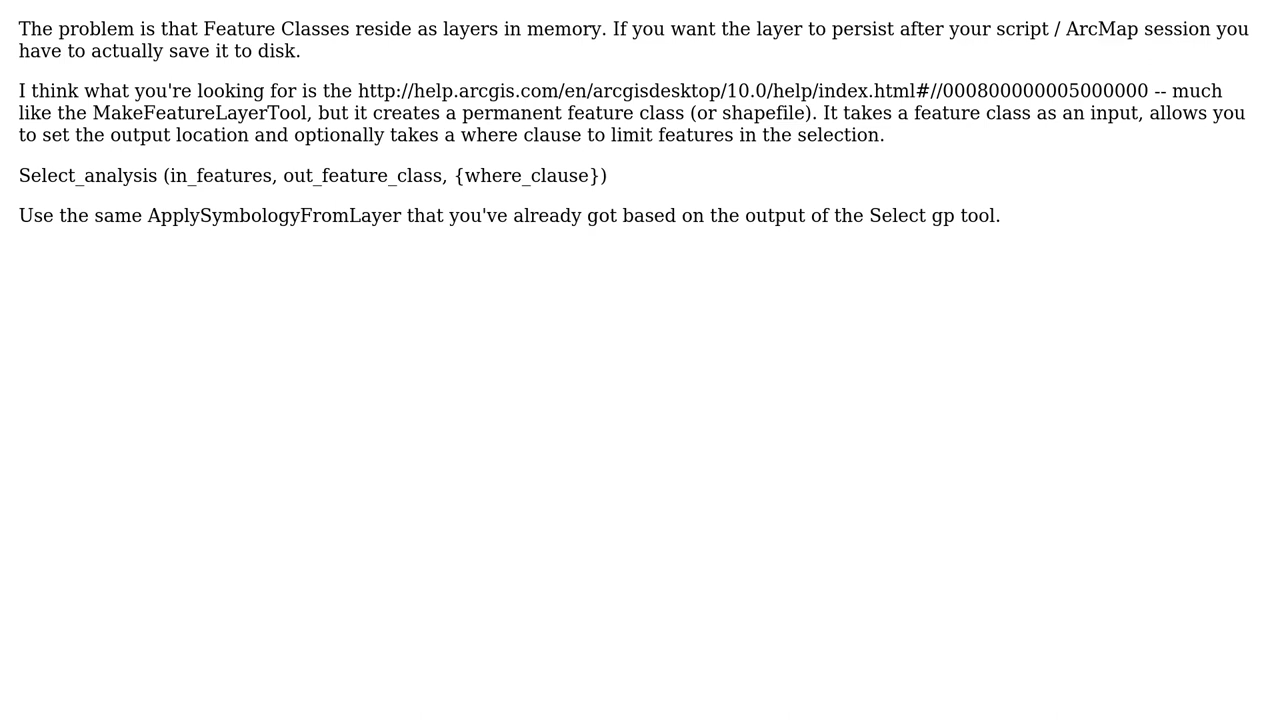 The problem is that Feature Classes reside as layers in memory. If you want the layer to persist after your script / ArcMap session you
have to actually save it to disk.
I think what you're looking for is the http://help.arcgis.com/en/arcgisdesktop/10.0/help/index.html#//000800000005000000 -- much
like the MakeFeatureLayerTool, but it creates a permanent feature class (or shapefile). It takes a feature class as an input, allows you
to set the output location and optionally takes a where clause to limit features in the selection.
Select_analysis (in_features, out_feature_class, {where_clause})
Use the same ApplySymbologyFromLayer that you've already got based on the output of the Select gp tool.